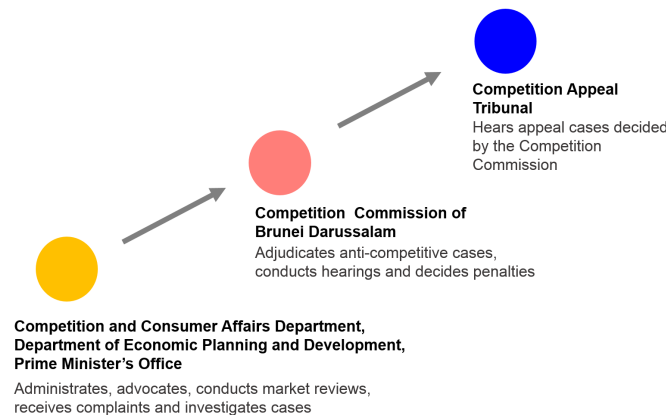 Competition Appeal
Tribunal
Hears appeal cases decided
by the Competition
Commission
Competition Commission of
Brunei Darussalam
Adjudicates anti-competitive cases,
conducts hearings and decides penalties
Competition and Consumer Affairs Department,
Department of Economic Planning and Development,
Prime Minister’s Office
Administrates, advocates, conducts market reviews,
receives complaints and investigates cases